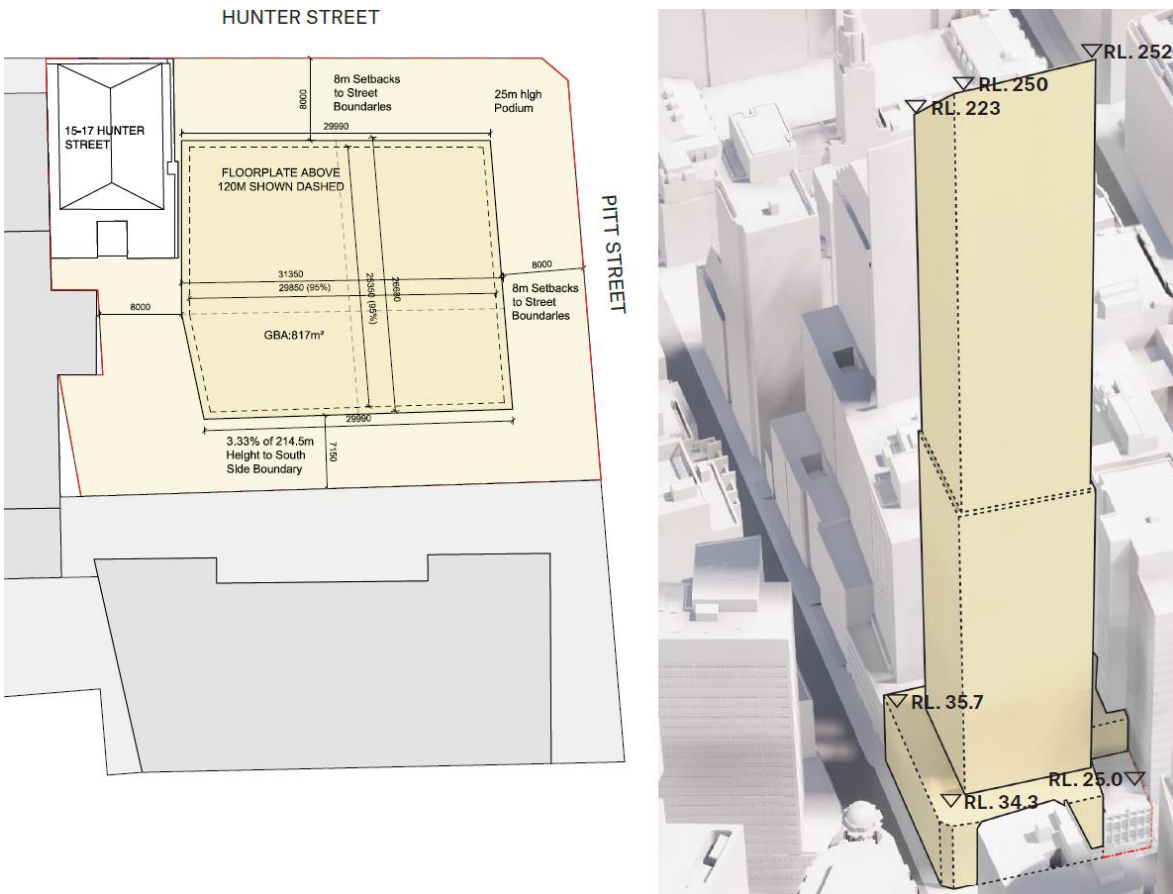 HUNTER STREET
8m Setbacks
to Street
Boundaries
8000
25m high
Podium
15-17 HUNTER
STREET
29990
FLOORPLATE ABOVE
120M SHOWN DASHED
PITT STREET
31350
29850 (95%)
25350 (95%)
26680
8000
8m Setbacks
to Street
Boundaries
8000
GBA:817m²
29990
3.33% of 214.5m
Height to South
Side Boundary
7150
RL. 252
RL. 250
RL. 223
RL. 35.7
RL. 25.0
RL. 34.3